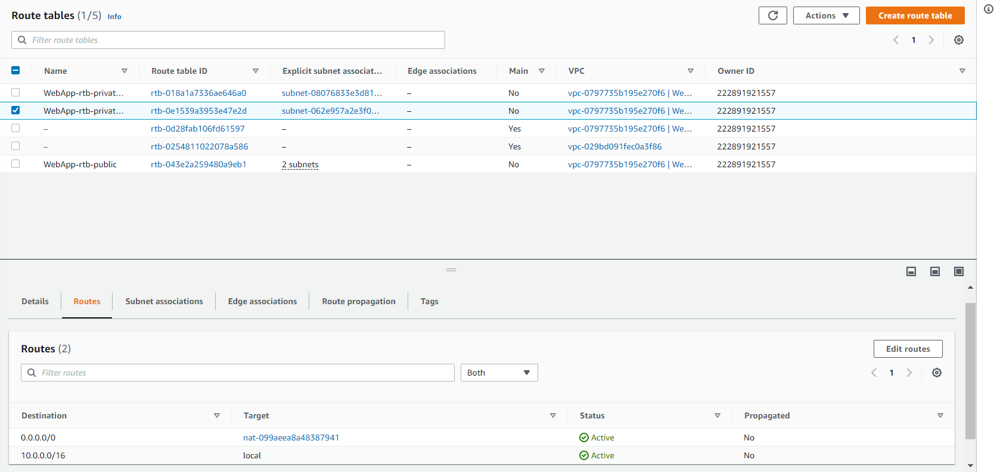 Route tables (1/5) Info
Actions
Create route table
Filter route tables
1
Name Route table ID Explicit subnet associat... Edge associations Main VPC Owner ID
WebApp-rtb-privat... rtb-018a1a7336ae646a0 subnet-08076833e3d81... – No vpc-0797735b195e270f6 | We... 222891921557
WebApp-rtb-privat... rtb-0e1539a3953e47e2d subnet-062e957a2e3f0... – No vpc-0797735b195e270f6 | We... 222891921557
– rtb-0d28fab106fd61597 – – Yes vpc-0797735b195e270f6 | We... 222891921557
– rtb-0254811022078a586 – – Yes vpc-029bd091fec0a3f86 222891921557
WebApp-rtb-public rtb-043e2a259480a9eb1 2 subnets – No vpc-0797735b195e270f6 | We... 222891921557
Details Routes Subnet associations Edge associations Route propagation Tags
Routes (2)
Edit routes
Filter routes
Both
1
Destination Target Status Propagated
0.0.0.0/0 nat-099aeea8a48387941 Active No
10.0.0.0/16 local Active No